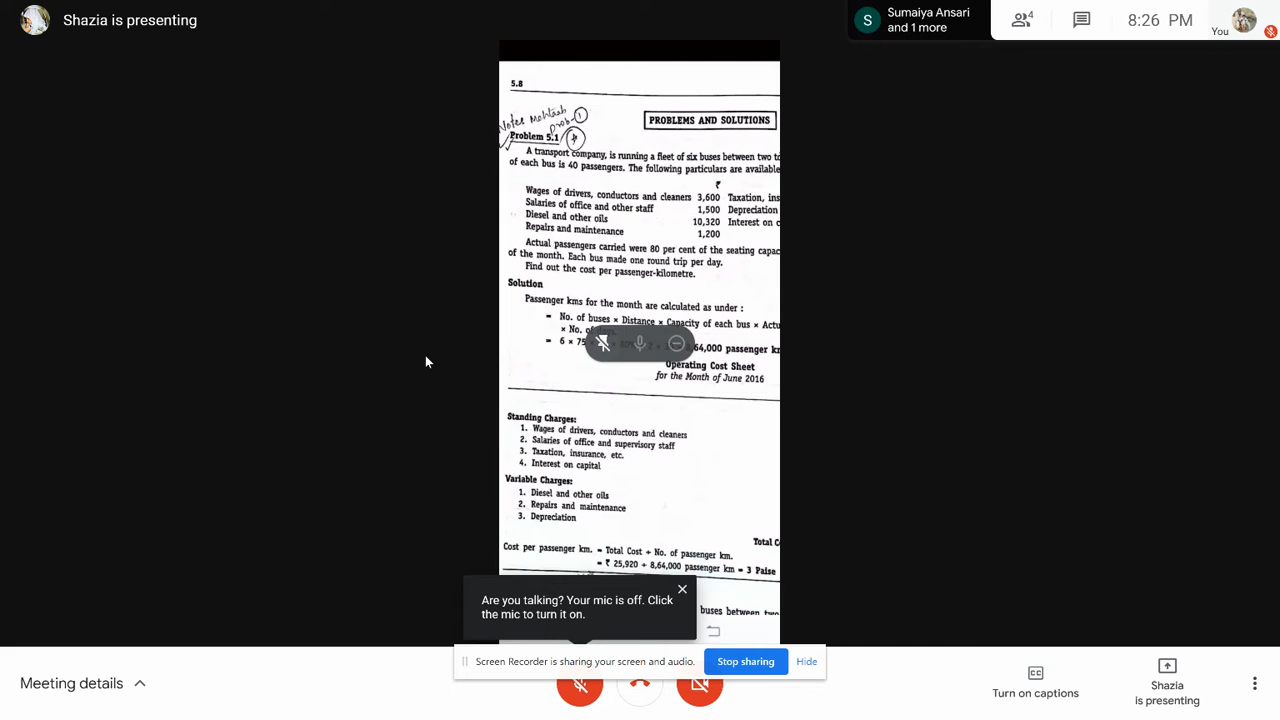 Shazia is presenting
S
Sumaiya Ansari
and 1 more
4
8:26 PM
You
5.8
Notes Mehtaab
prob-1
Problem 5.1
PROBLEMS AND SOLUTIONS
A transport company, is running a fleet of six buses between two to
of each bus is 40 passengers. The following particulars are available
₹
Wages of drivers, conductors and cleaners 3,600 Taxation, ins
Salaries of office and other staff 1,500 Depreciation
Diesel and other oils 10,320 Interest on c
Repairs and maintenance 1,200
Actual passengers carried were 80 per cent of the seating capac
of the month. Each bus made one round trip per day.
Find out the cost per passenger-kilometre.
Solution
Passenger kms for the month are calculated as under :
= No. of buses × Distance × Capacity of each bus × Actu
× No. of
= 6 × 75 8,64,000 passenger km
Operating Cost Sheet
for the Month of June 2016
Standing Charges:
1. Wages of drivers, conductors and cleaners
2. Salaries of office and supervisory staff
3. Taxation, insurance, etc.
4. Interest on capital
Variable Charges:
1. Diesel and other oils
2. Repairs and maintenance
3. Depreciation
Total C
Cost per passenger km. = Total Cost ÷ No. of passenger km.
= ₹ 25,920 ÷ 8,64,000 passenger km = 3 Paise
buses between two
Are you talking? Your mic is off. Click
the mic to turn it on.
Screen Recorder is sharing your screen and audio.
Stop sharing
Hide
Meeting details
CC
Turn on captions
Shazia
is presenting